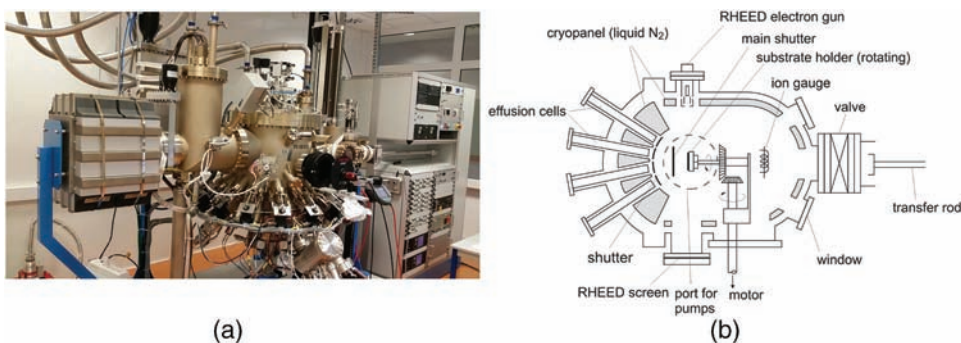 RHEED electron gun
cryopanel (liquid N₂)
main shutter
substrate holder (rotating)
ion gauge
effusion cells
valve
transfer rod
shutter
window
RHEED screen
port for
pumps
motor
(a)
(b)